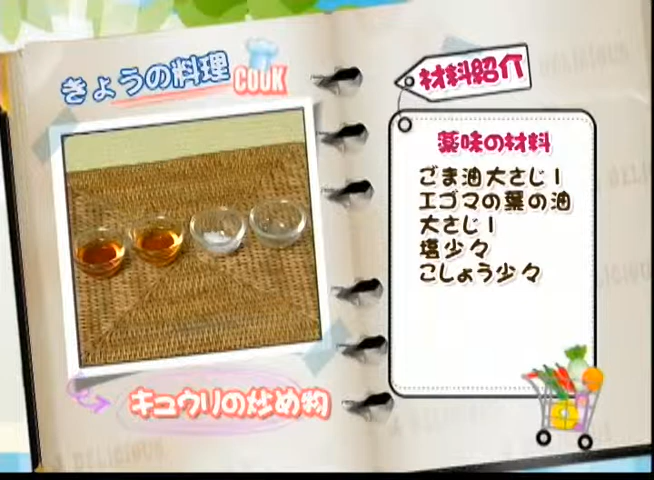 きょうの料理
COOK
キュウリの炒め物
材料紹介
薬味の材料
ごま油大さじ1
エゴマの葉の油
大さじ1
塩少々
こしょう少々